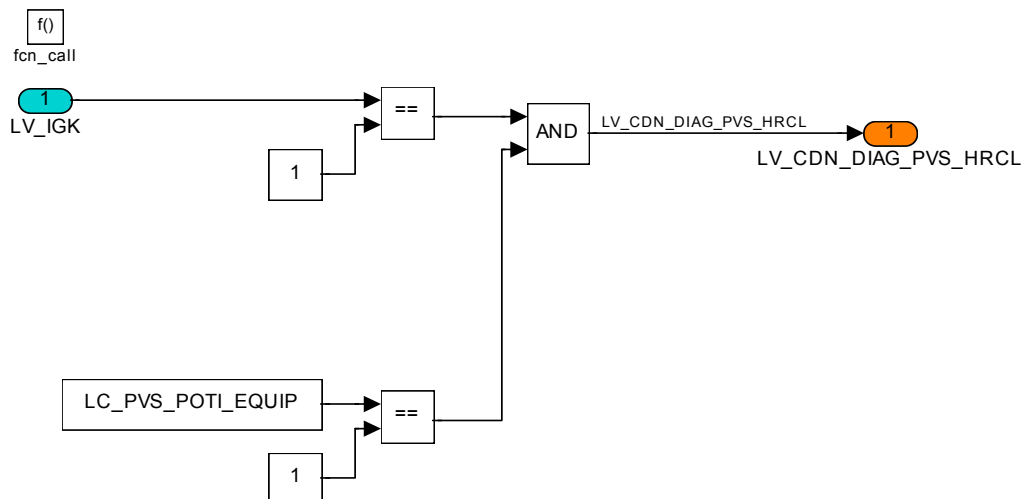 f()
fcn_call
1
LV_IGK
==
1
AND
LV_CDN_DIAG_PVS_HRCL
1
LV_CDN_DIAG_PVS_HRCL
LC_PVS_POTI_EQUIP
==
1